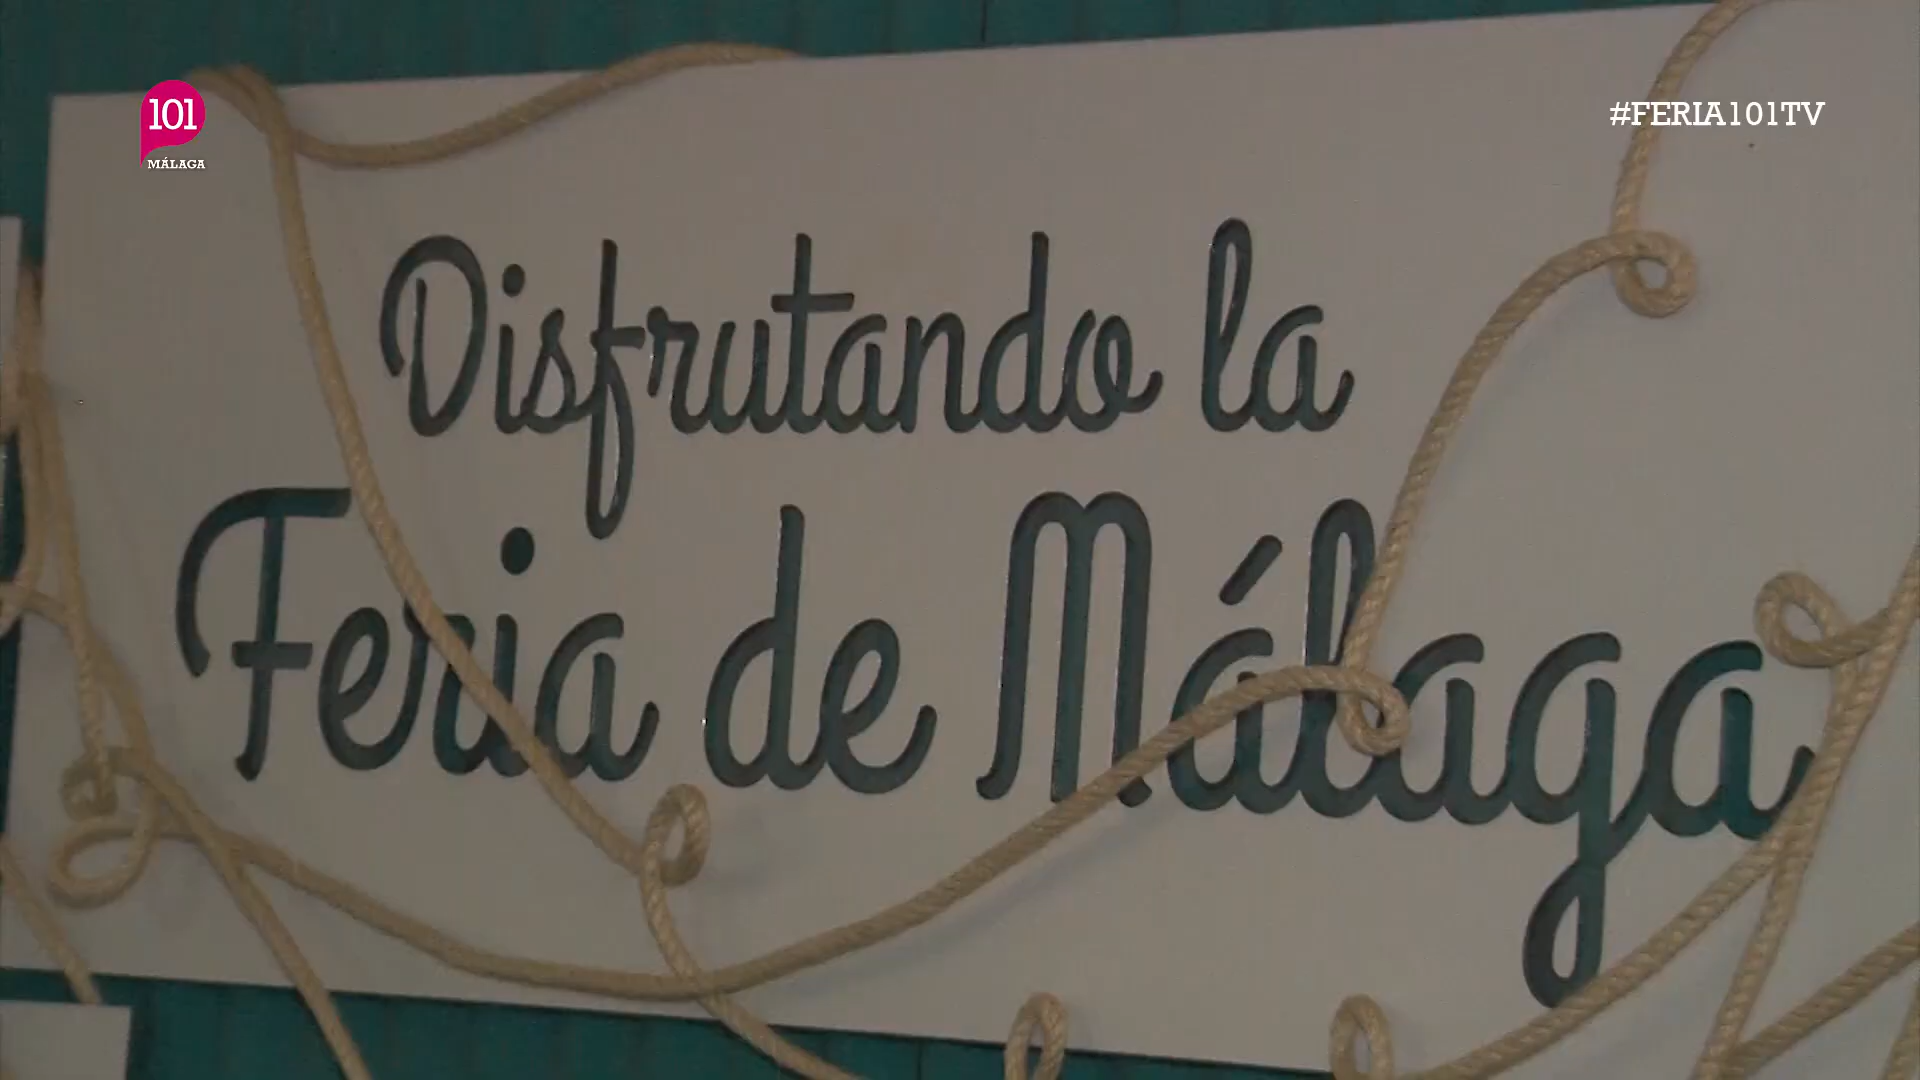 101
MÁLAGA
#FERIA101TV
Disfrutando la
Feria de Málaga